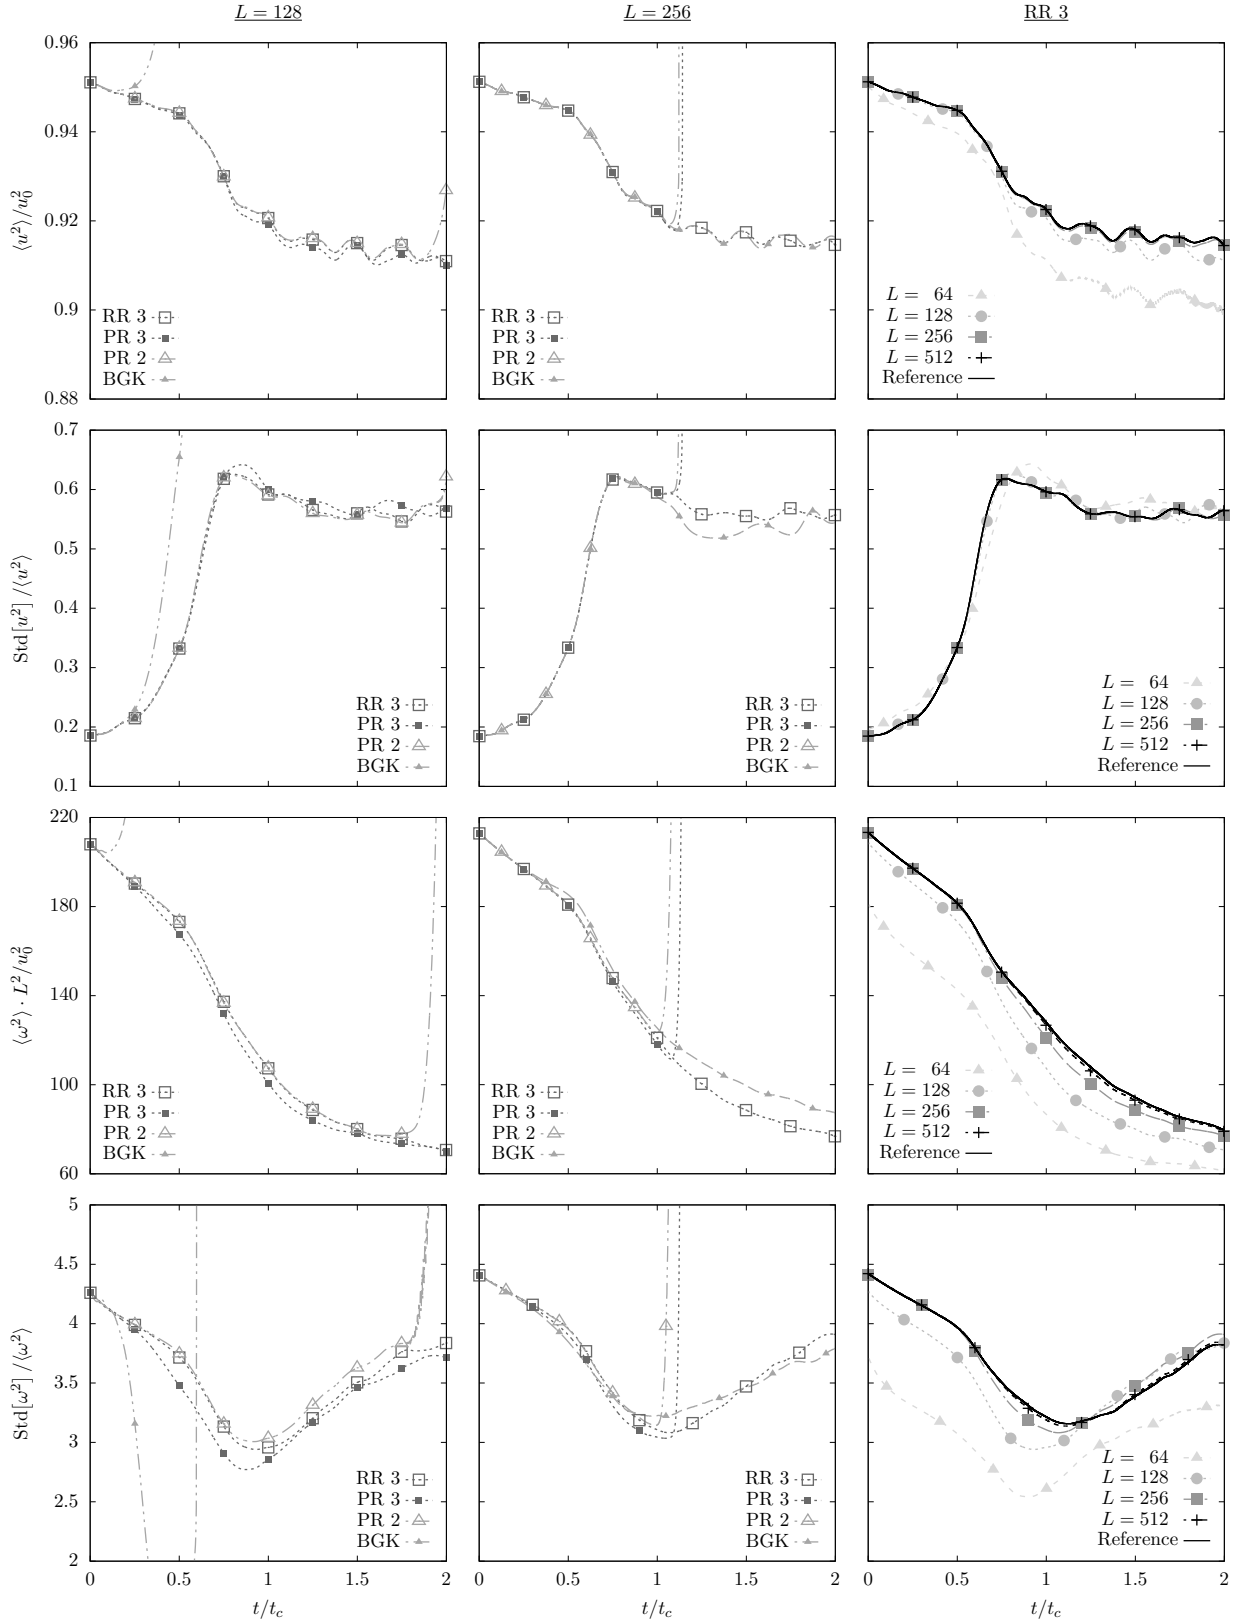 L = 128
L = 256
RR 3
⟨u²⟩/u₀²
0.96
0.94
0.92
0.9
0.88
RR 3
PR 3
PR 2
BGK
RR 3
PR 3
PR 2
BGK
L = 64
L = 128
L = 256
L = 512
Reference
Std[u²]/⟨u²⟩
0.7
0.6
0.5
0.4
0.3
0.2
0.1
RR 3
PR 3
PR 2
BGK
RR 3
PR 3
PR 2
BGK
L = 64
L = 128
L = 256
L = 512
Reference
⟨ω²⟩ · L²/u₀²
220
180
140
100
60
RR 3
PR 3
PR 2
BGK
RR 3
PR 3
PR 2
BGK
L = 64
L = 128
L = 256
L = 512
Reference
Std[ω²]/⟨ω²⟩
5
4.5
4
3.5
3
2.5
2
RR 3
PR 3
PR 2
BGK
RR 3
PR 3
PR 2
BGK
L = 64
L = 128
L = 256
L = 512
Reference
0 0.5 1 1.5 2
0 0.5 1 1.5 2
0 0.5 1 1.5 2
t/t_c
t/t_c
t/t_c